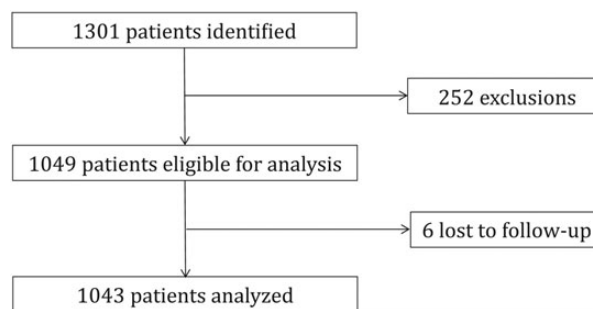 1301 patients identified
252 exclusions
1049 patients eligible for analysis
6 lost to follow-up
1043 patients analyzed